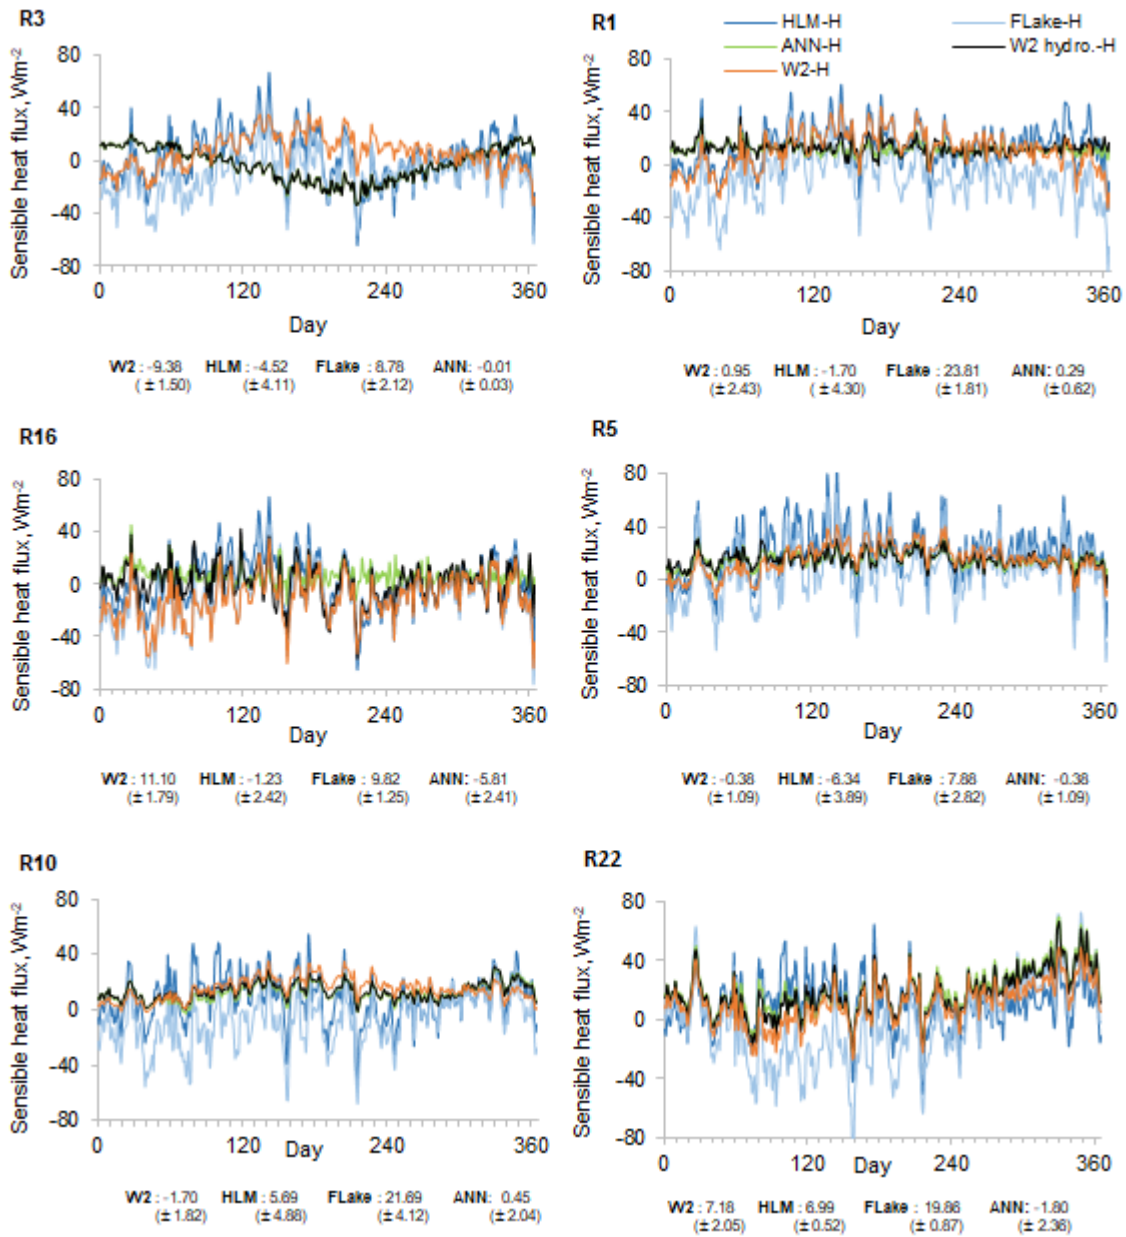 R3
80
40
0
−40
−80
Sensible heat flux, Wm-2
0 120 240 360
Day
W2 : -9.38 HLM : -4.52 FLake : 8.78 ANN: -0.01
(±1.50) (±4.11) (±2.12) (± 0.03)
R1
HLM-H FLake-H
ANN-H W2 hydro.-H
W2-H
80
40
0
−40
−80
Sensible heat flux, Wm-2
0 120 240 360
Day
W2 : 0.95 HLM : -1.70 FLake : 23.81 ANN: 0.29
(±2.43) (±4.30) (±1.81) (±0.62)
R16
80
40
0
−40
−80
Sensible heat flux, Wm-2
0 120 240 360
Day
W2 : 11.10 HLM : -1.23 FLake : 9.82 ANN: -5.81
(±1.79) (±2.42) (±1.25) (±2.41)
R5
80
40
0
−40
−80
Sensible heat flux, Wm-2
0 120 240 360
W2 : -0.38 HLM : -6.34 FLake : 7.88 ANN: -0.38
(±1.09) (±3.89) (±2.82) (±1.09)
R10
80
40
0
−40
−80
Sensible heat flux, Wm-2
0 120 240 360
Day
W2 : -1.70 HLM : 5.69 FLake : 21.69 ANN: 0.45
(±1.82) (±4.88) (±4.12) (±2.04)
R22
80
40
0
−40
−80
Sensible heat flux, Wm-2
0 120 240 360
Day
W2 : 7.18 HLM : 6.99 FLake : 19.86 ANN: -1.80
(±2.05) (±0.52) (±0.87) (±2.36)